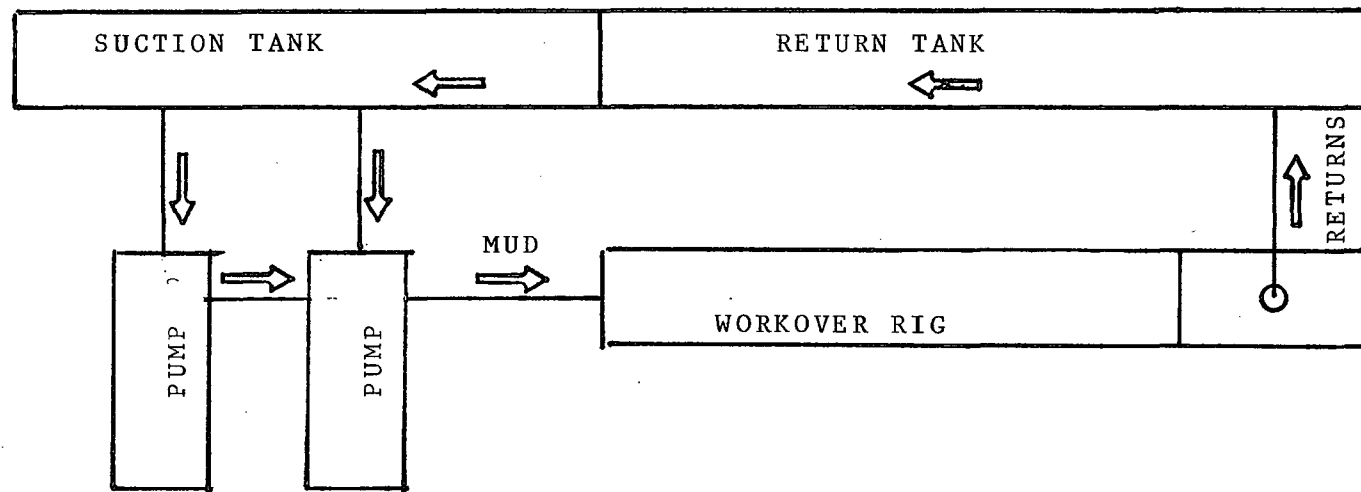 SUCTION TANK
RETURN TANK
RETURNS
MUD
PUMP
PUMP
WORKOVER RIG